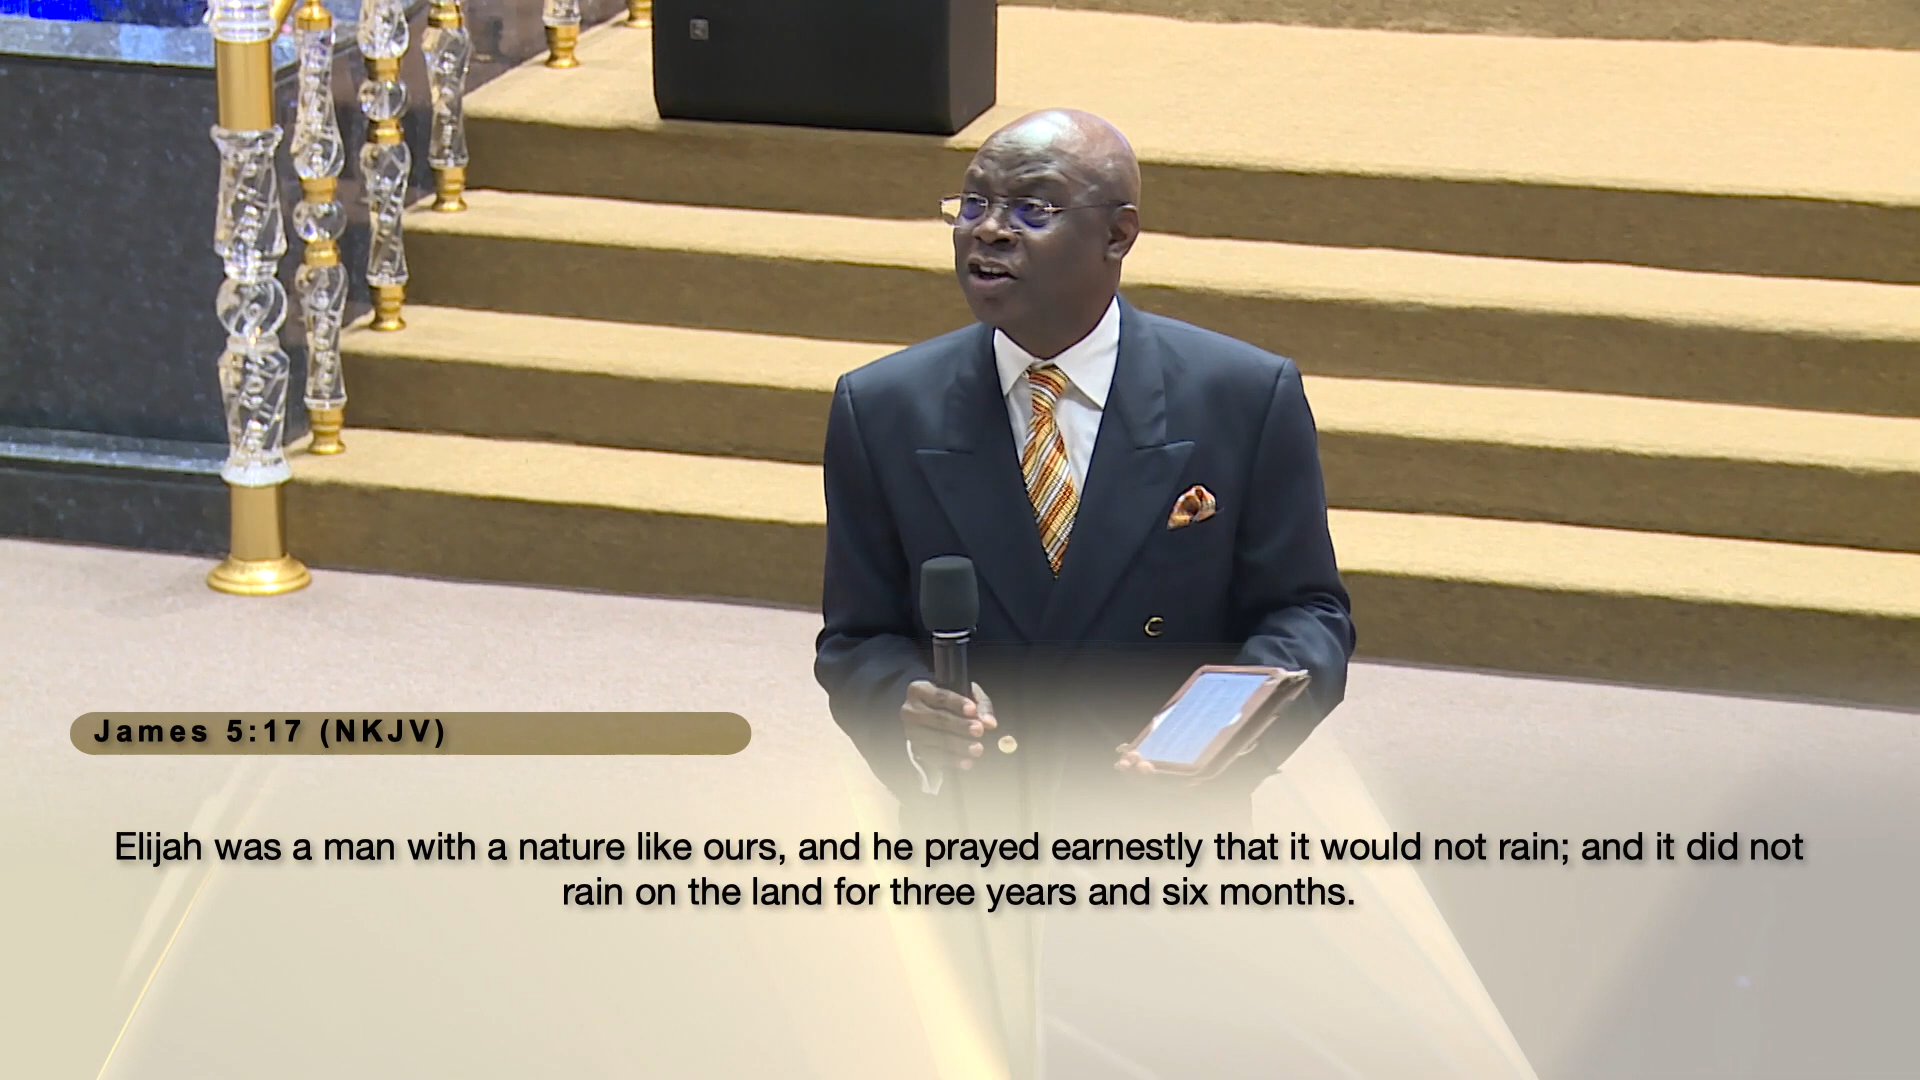 James 5:17 (NKJV)
Elijah was a man with a nature like ours, and he prayed earnestly that it would not rain; and it did not
rain on the land for three years and six months.